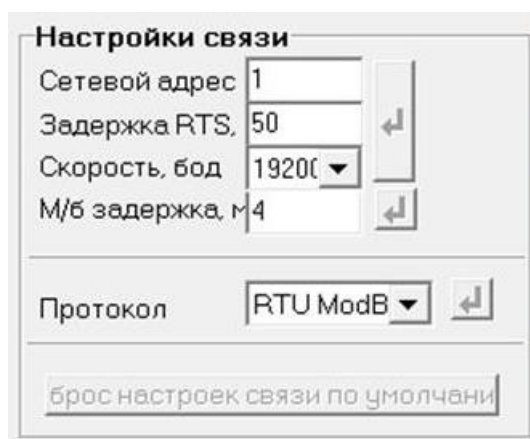 Настройки связи
Сетевой адрес 1
Задержка RTS, 50
Скорость, бод 1920(
М/б задержка, м 4
Протокол RTU ModB
брос настроек связи по умолчани